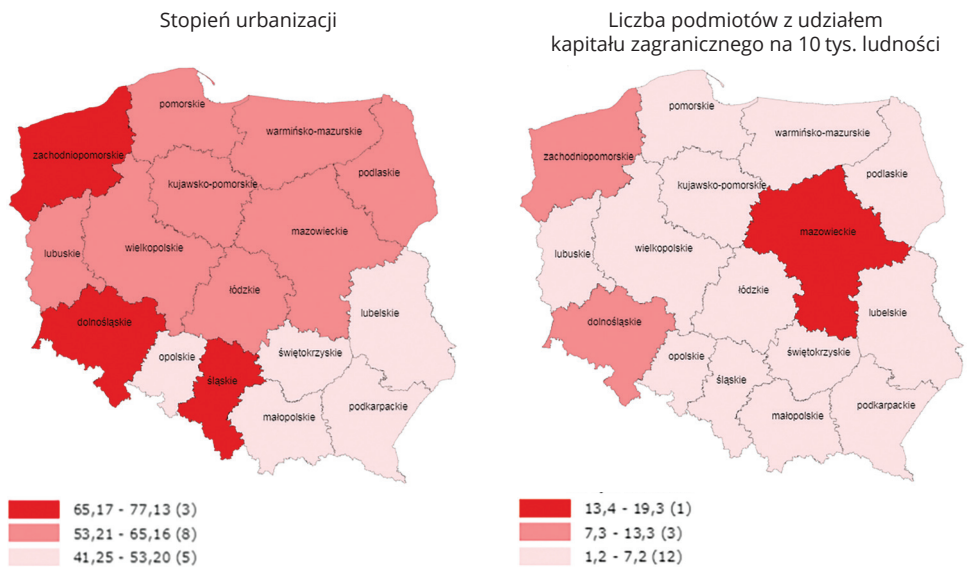 Stopień urbanizacji
pomorskie
warmińsko-mazurskie
zachodniopomorskie
podlaskie
kujawsko-pomorskie
mazowieckie
wielkopolskie
lubuskie
łódzkie
lubelskie
dolnośląskie
opolskie
świętokrzyskie
śląskie
podkarpackie
małopolskie
65,17 - 77,13 (3)
53,21 - 65,16 (8)
41,25 - 53,20 (5)
Liczba podmiotów z udziałem
kapitału zagranicznego na 10 tys. ludności
pomorskie
warmińsko-mazurskie
zachodniopomorskie
podlaskie
kujawsko-pomorskie
mazowieckie
wielkopolskie
lubuskie
łódzkie
lubelskie
dolnośląskie
opolskie
świętokrzyskie
śląskie
podkarpackie
małopolskie
13,4 - 19,3 (1)
7,3 - 13,3 (3)
1,2 - 7,2 (12)